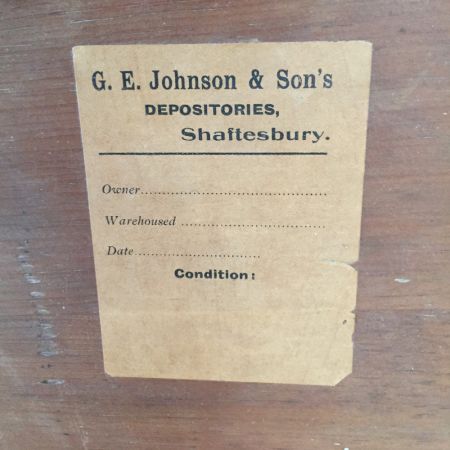 G. E. Johnson & Son's
DEPOSITORIES,
Shaftesbury.
Owner..........................................
Warehoused ..................................
Date.............................
Condition: